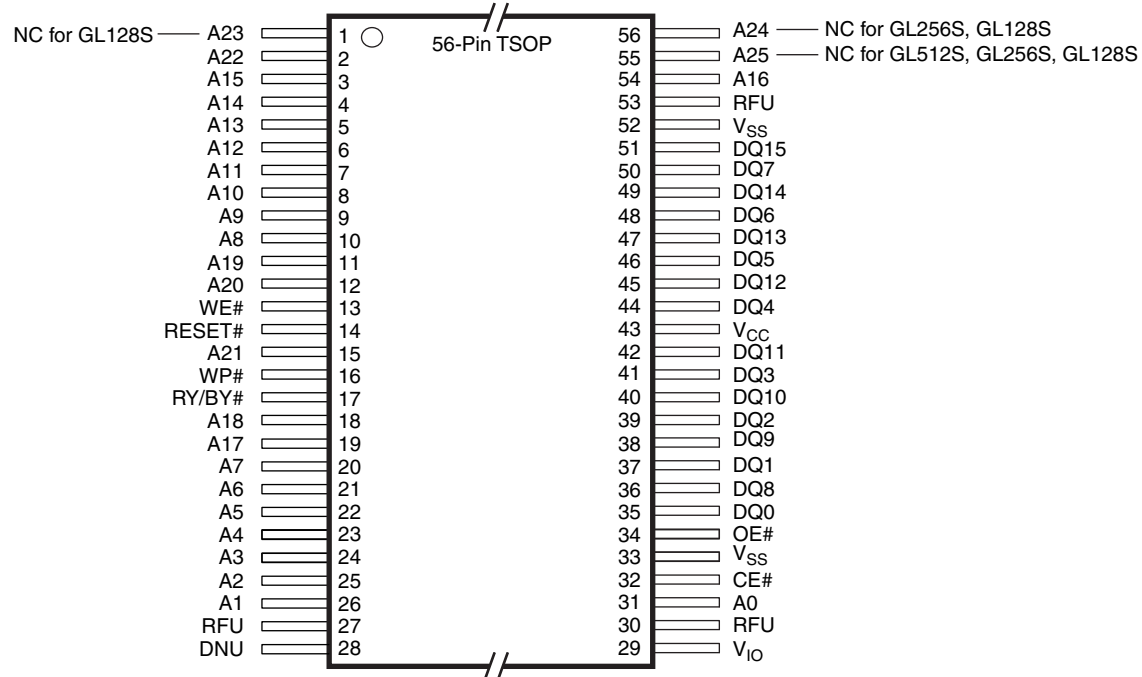 NC for GL128S A23 1 56-Pin TSOP 56 A24 NC for GL256S, GL128S
A22 2 55 A25 NC for GL512S, GL256S, GL128S
A15 3 54 A16
A14 4 53 RFU
A13 5 52 VSS
A12 6 51 DQ15
A11 7 50 DQ7
A10 8 49 DQ14
A9 9 48 DQ6
A8 10 47 DQ13
A19 11 46 DQ5
A20 12 45 DQ12
WE# 13 44 DQ4
RESET# 14 43 VCC
A21 15 42 DQ11
WP# 16 41 DQ3
RY/BY# 17 40 DQ10
A18 18 39 DQ2
A17 19 38 DQ9
A7 20 37 DQ1
A6 21 36 DQ8
A5 22 35 DQ0
A4 23 34 OE#
A3 24 33 VSS
A2 25 32 CE#
A1 26 31 A0
RFU 27 30 RFU
DNU 28 29 VIO